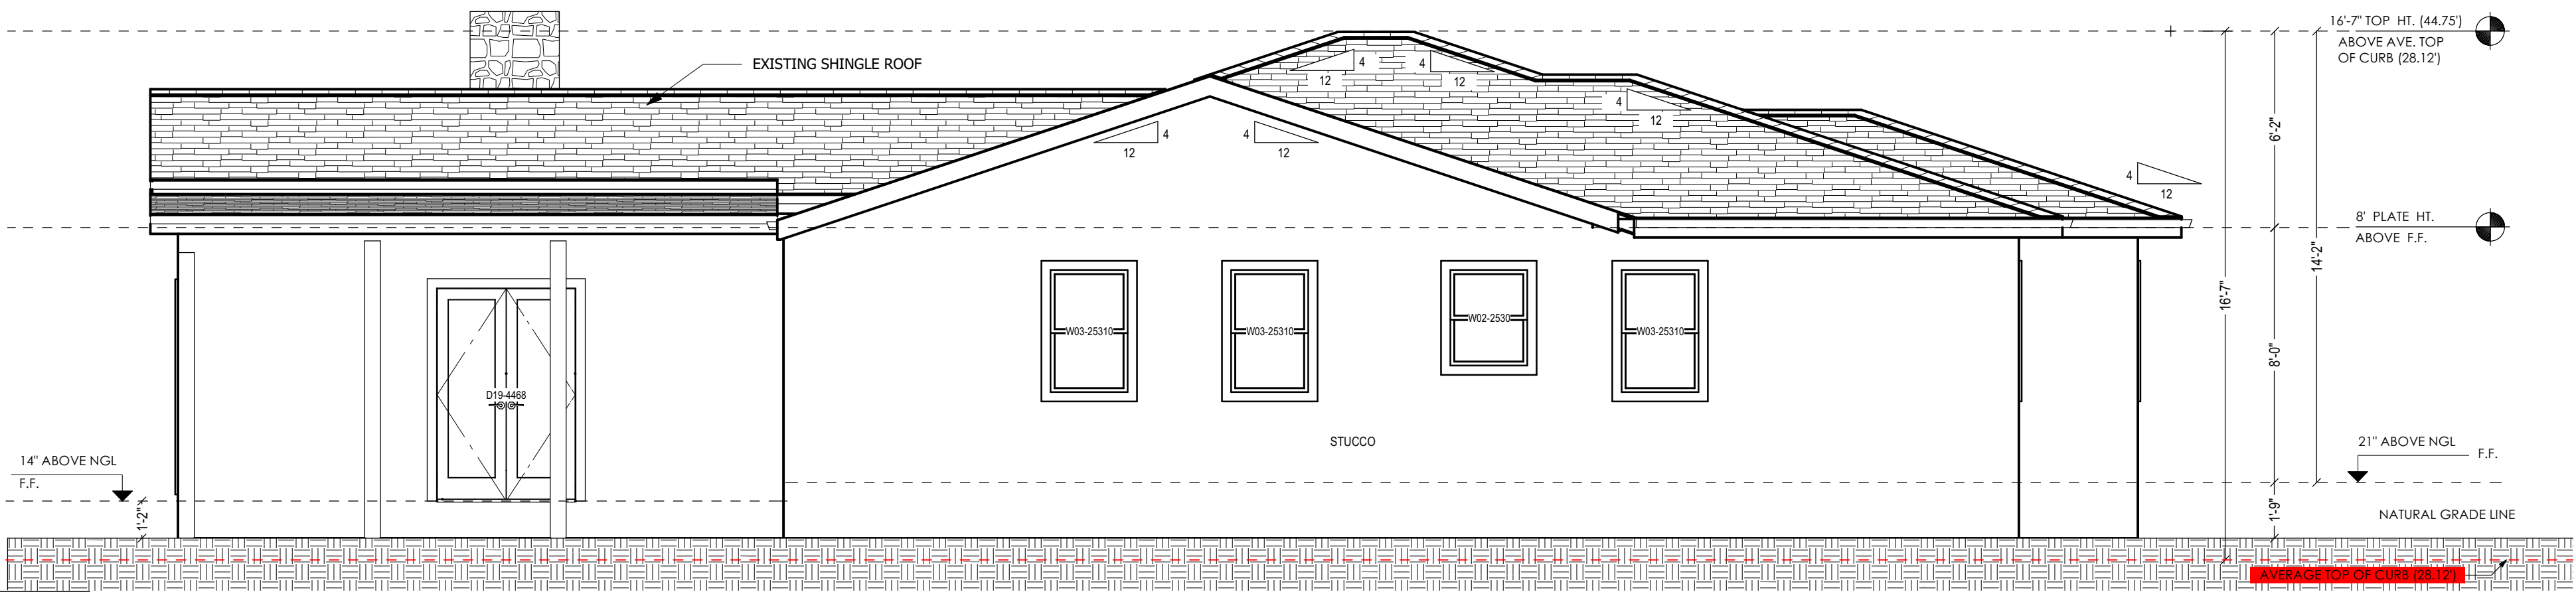 16'-7" TOP HT. (44.75')
ABOVE AVE. TOP
OF CURB (28.12')
EXISTING SHINGLE ROOF
4
12
4
12
4
12
4
12
4
12
4
12
6'-2"
8' PLATE HT.
ABOVE F.F.
14'-2"
16'-7"
8'-0"
W03-25310
W03-25310
W02-2530
W03-25310
D19-4468
STUCCO
14" ABOVE NGL
F.F.
21" ABOVE NGL
F.F.
1'-2"
1'-9"
NATURAL GRADE LINE
AVERAGE TOP OF CURB (28.12')